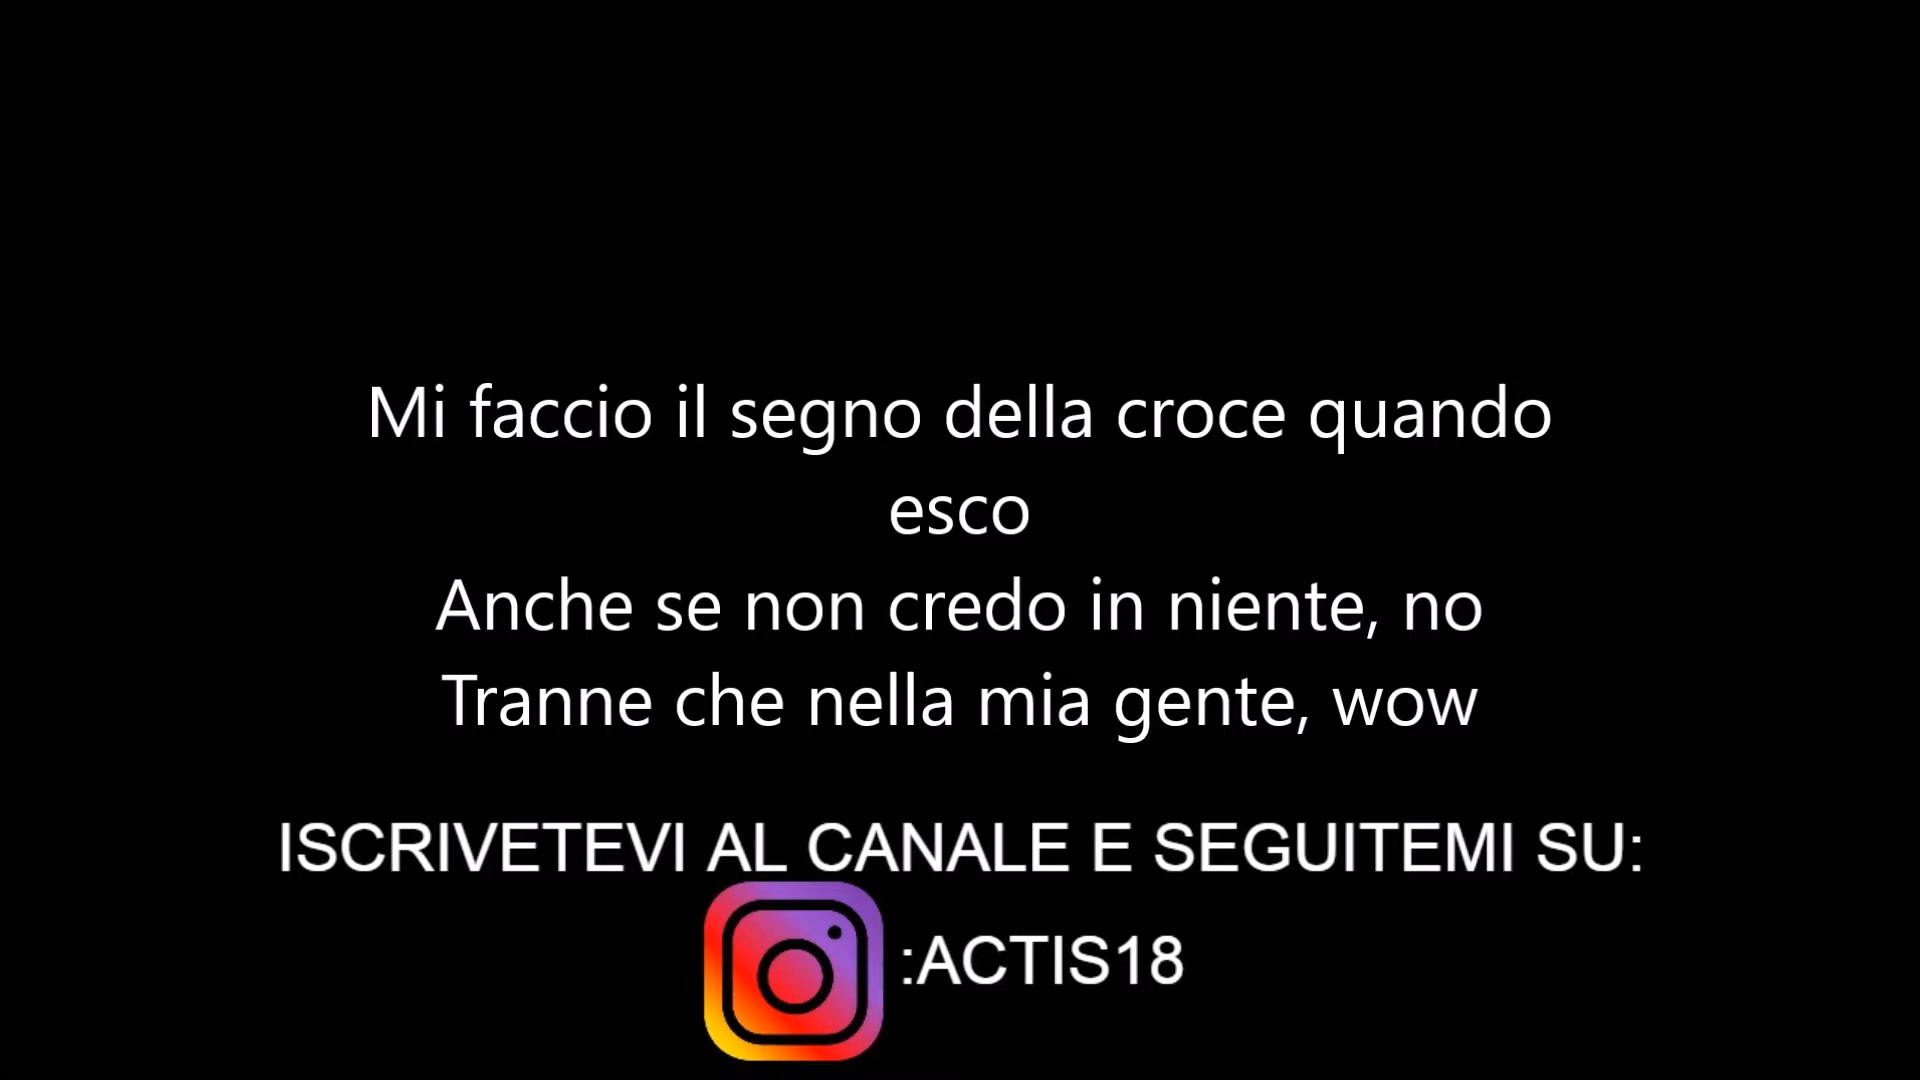 Mi faccio il segno della croce quando
esco
Anche se non credo in niente, no
Tranne che nella mia gente, wow
ISCRIVETEVI AL CANALE E SEGUITEMI SU:
:ACTIS18